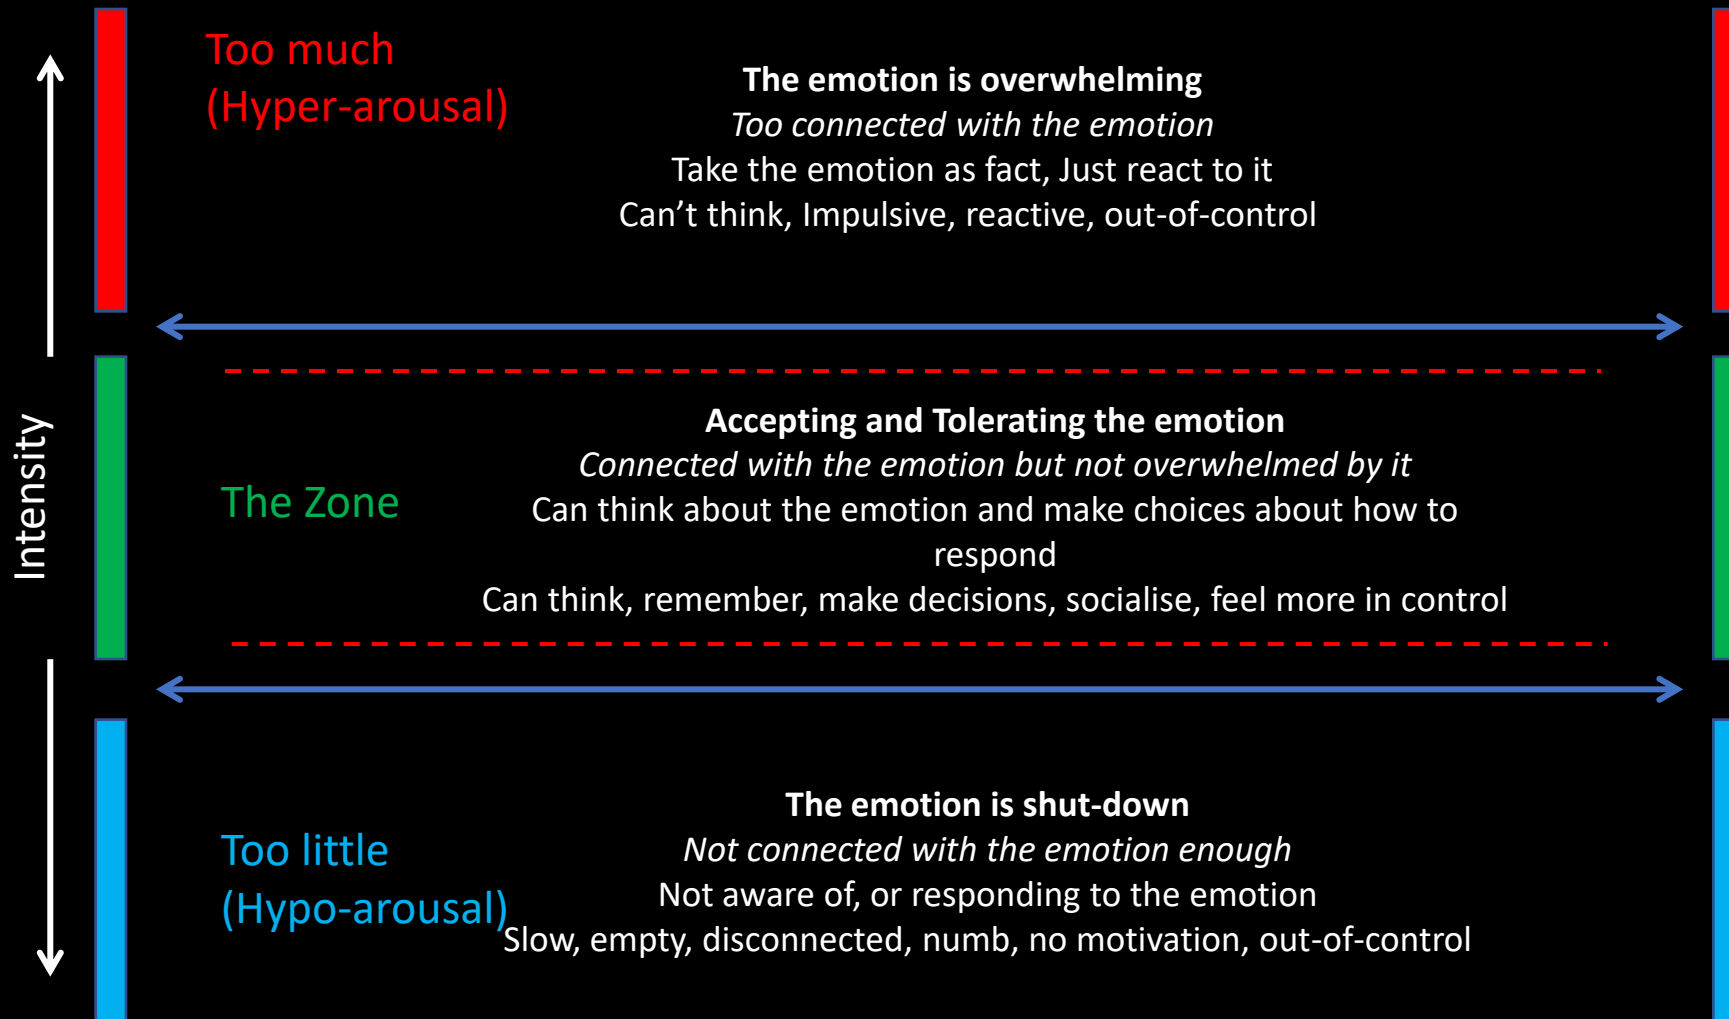 Too much
(Hyper-arousal)
The emotion is overwhelming
Too connected with the emotion
Take the emotion as fact, Just react to it
Can’t think, Impulsive, reactive, out-of-control
Intensity
The Zone
Accepting and Tolerating the emotion
Connected with the emotion but not overwhelmed by it
Can think about the emotion and make choices about how to
respond
Can think, remember, make decisions, socialise, feel more in control
Too little
(Hypo-arousal)
The emotion is shut-down
Not connected with the emotion enough
Not aware of, or responding to the emotion
Slow, empty, disconnected, numb, no motivation, out-of-control